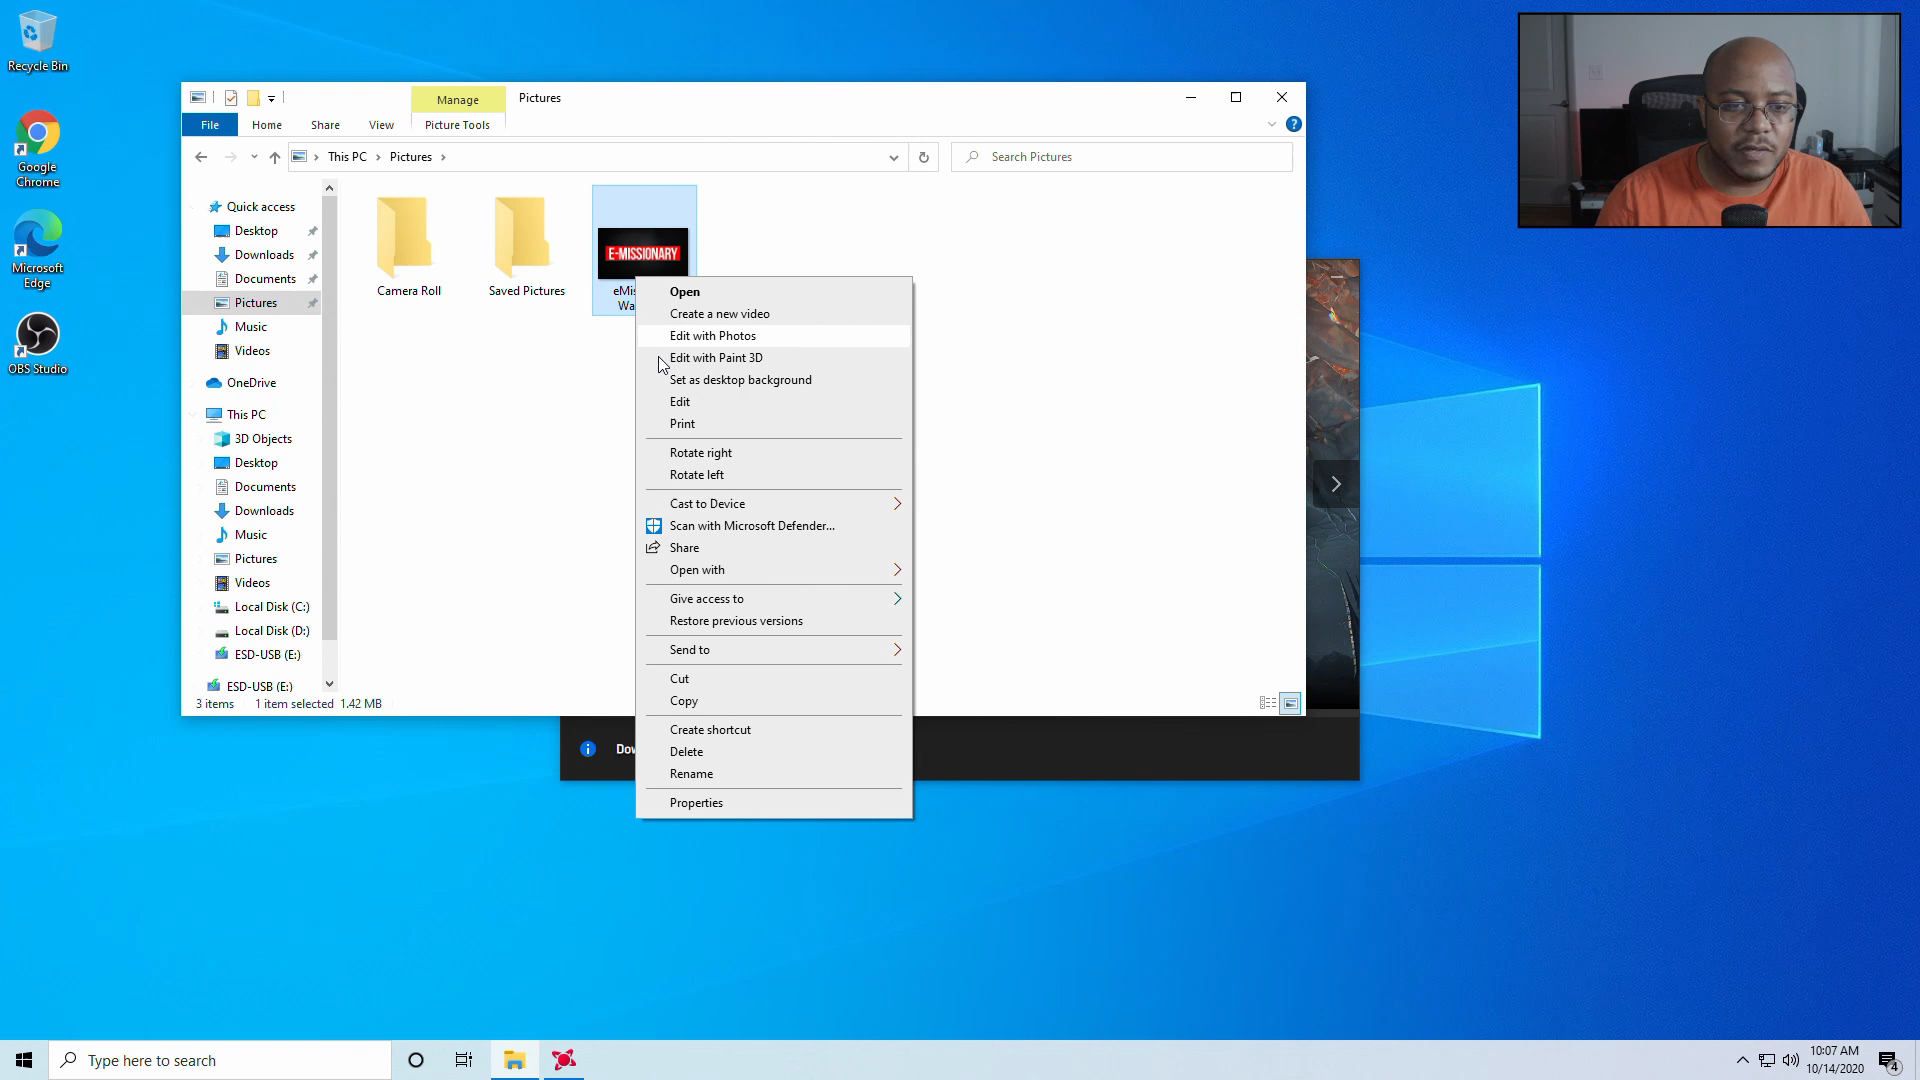 Recycle Bin
Google
Chrome
Microsoft
Edge
OBS Studio
Manage
Pictures
File
Home
Share
View
Picture Tools
This PC
Pictures
Search Pictures
Quick access
Desktop
Downloads
Documents
Pictures
Music
Videos
OneDrive
This PC
3D Objects
Desktop
Documents
Downloads
Music
Pictures
Videos
Local Disk (C:)
Local Disk (D:)
ESD-USB (E:)
ESD-USB (E:)
3 items
1 item selected
1.42 MB
Camera Roll
Saved Pictures
E-MISSIONARY
Open
Create a new video
Edit with Photos
Edit with Paint 3D
Set as desktop background
Edit
Print
Rotate right
Rotate left
Cast to Device
Scan with Microsoft Defender...
Share
Open with
Give access to
Restore previous versions
Send to
Cut
Copy
Create shortcut
Delete
Rename
Properties
Type here to search
10:07 AM
10/14/2020
4